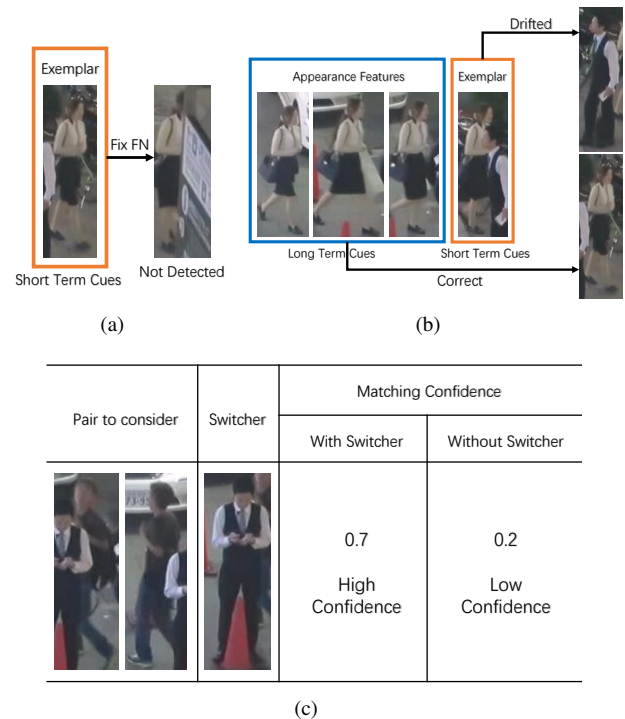 Exemplar
Fix FN
Short Term Cues
Not Detected
(a)
Drifted
Appearance Features
Exemplar
Long Term Cues
Short Term Cues
Correct
(b)
Pair to consider
Switcher
Matching Confidence
With Switcher
Without Switcher
0.7
High
Confidence
0.2
Low
Confidence
(c)